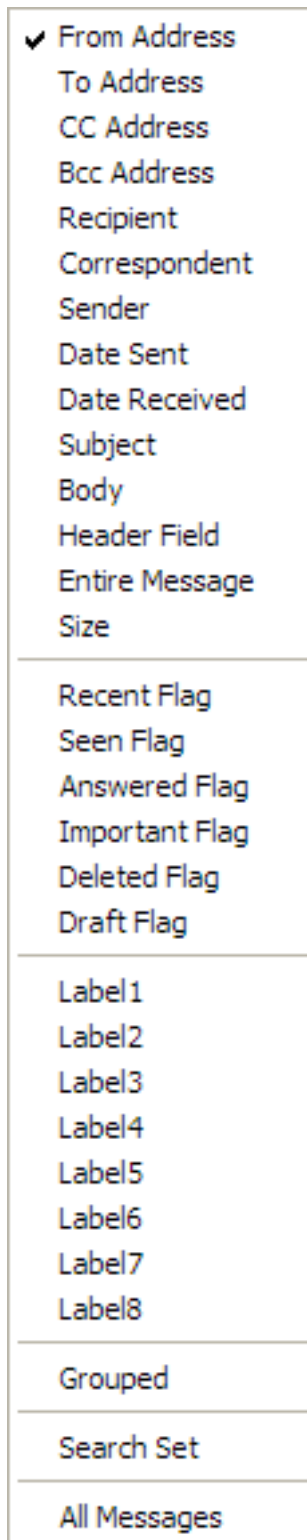 From Address
To Address
CC Address
Bcc Address
Recipient
Correspondent
Sender
Date Sent
Date Received
Subject
Body
Header Field
Entire Message
Size
Recent Flag
Seen Flag
Answered Flag
Important Flag
Deleted Flag
Draft Flag
Label1
Label2
Label3
Label4
Label5
Label6
Label7
Label8
Grouped
Search Set
All Messages